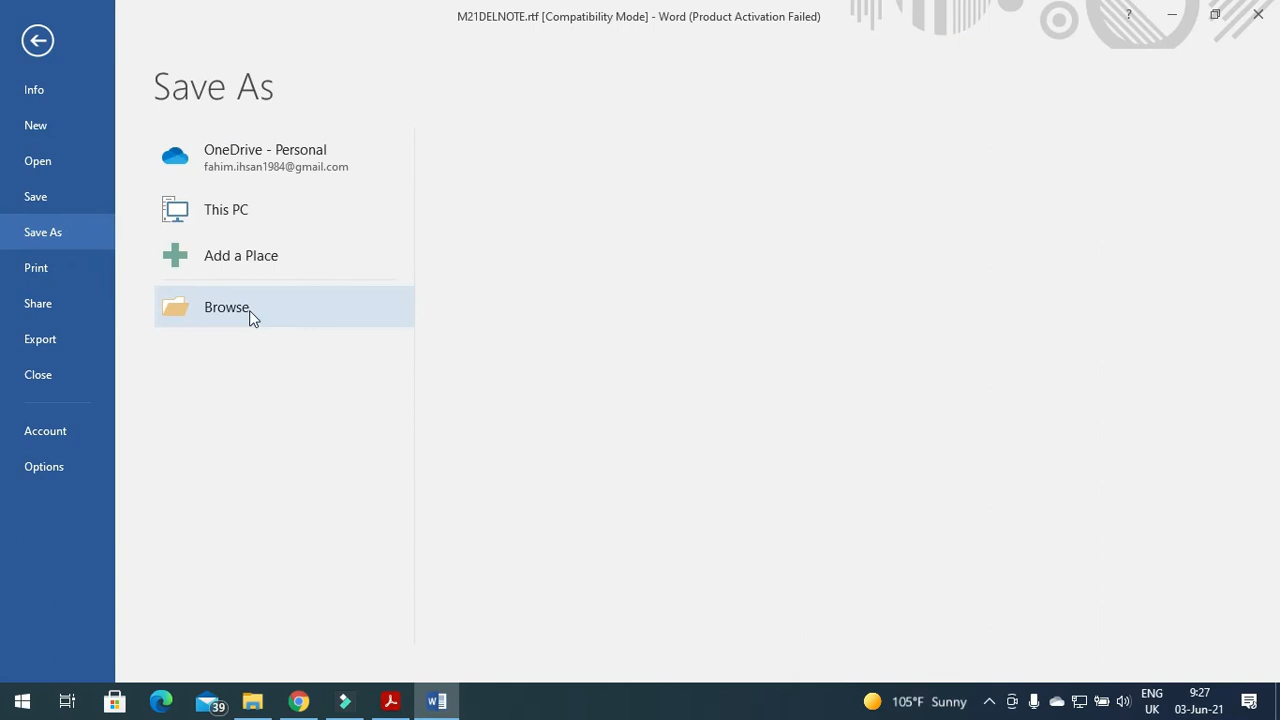 M21DELNOTE.rtf [Compatibility Mode] - Word (Product Activation Failed)
?
Info
New
Open
Save
Save As
Print
Share
Export
Close
Account
Options
Save As
OneDrive - Personal
fahim.ihsan1984@gmail.com
This PC
Add a Place
Browse
39
W
105°F Sunny
ENG
UK
9:27
03-Jun-21